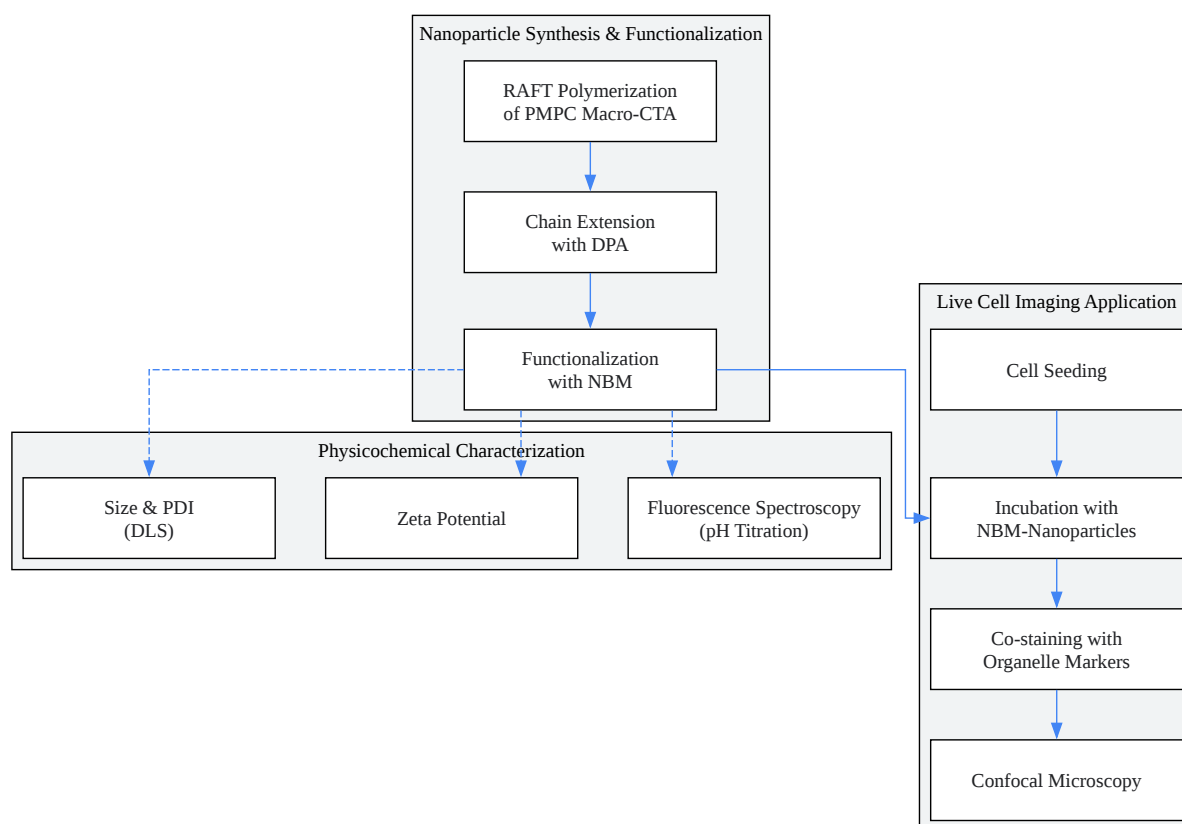 Nanoparticle Synthesis & Functionalization
RAFT Polymerization
of PMPC Macro-CTA
Chain Extension
with DPA
Functionalization
with NBM
Physicochemical Characterization
Size & PDI
(DLS)
Zeta Potential
Fluorescence Spectroscopy
(pH Titration)
Live Cell Imaging Application
Cell Seeding
Incubation with
NBM-Nanoparticles
Co-staining with
Organelle Markers
Confocal Microscopy